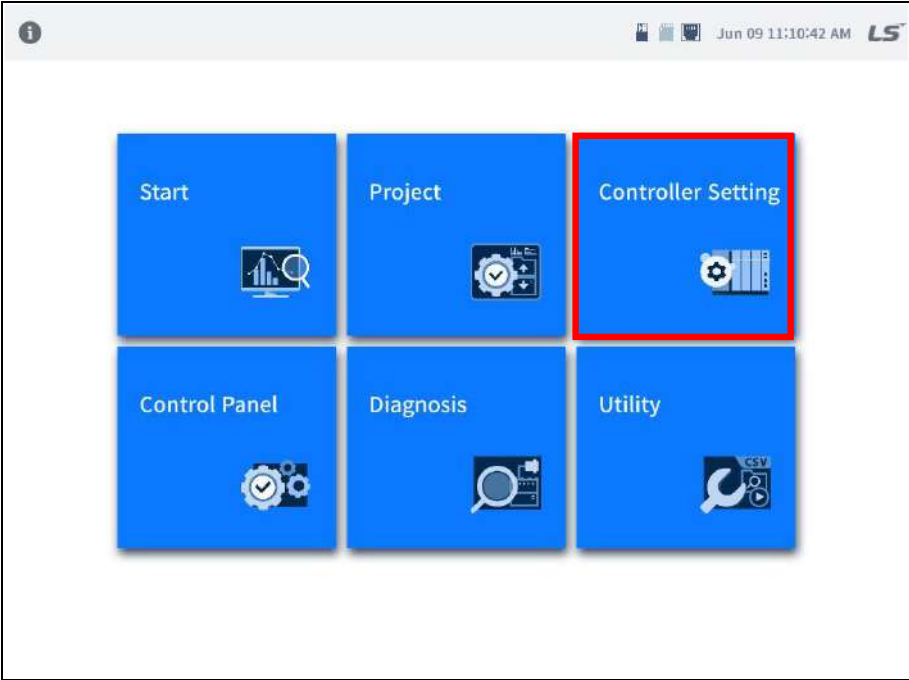 Jun 09 11:10:42 AM LS
Start
Project
Controller Setting
Control Panel
Diagnosis
Utility
CSV